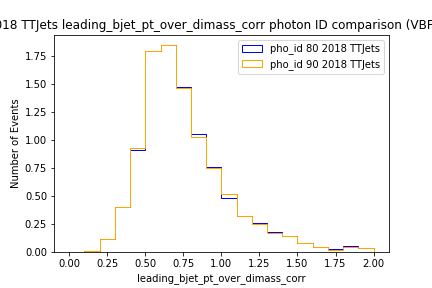 018 TTJets leading_bjet_pt_over_dimass_corr photon ID comparison (VBF
pho_id 80 2018 TTJets
pho_id 90 2018 TTJets
Number of Events
1.75
1.50
1.25
1.00
0.75
0.50
0.25
0.00
0.00 0.25 0.50 0.75 1.00 1.25 1.50 1.75 2.00
leading_bjet_pt_over_dimass_corr